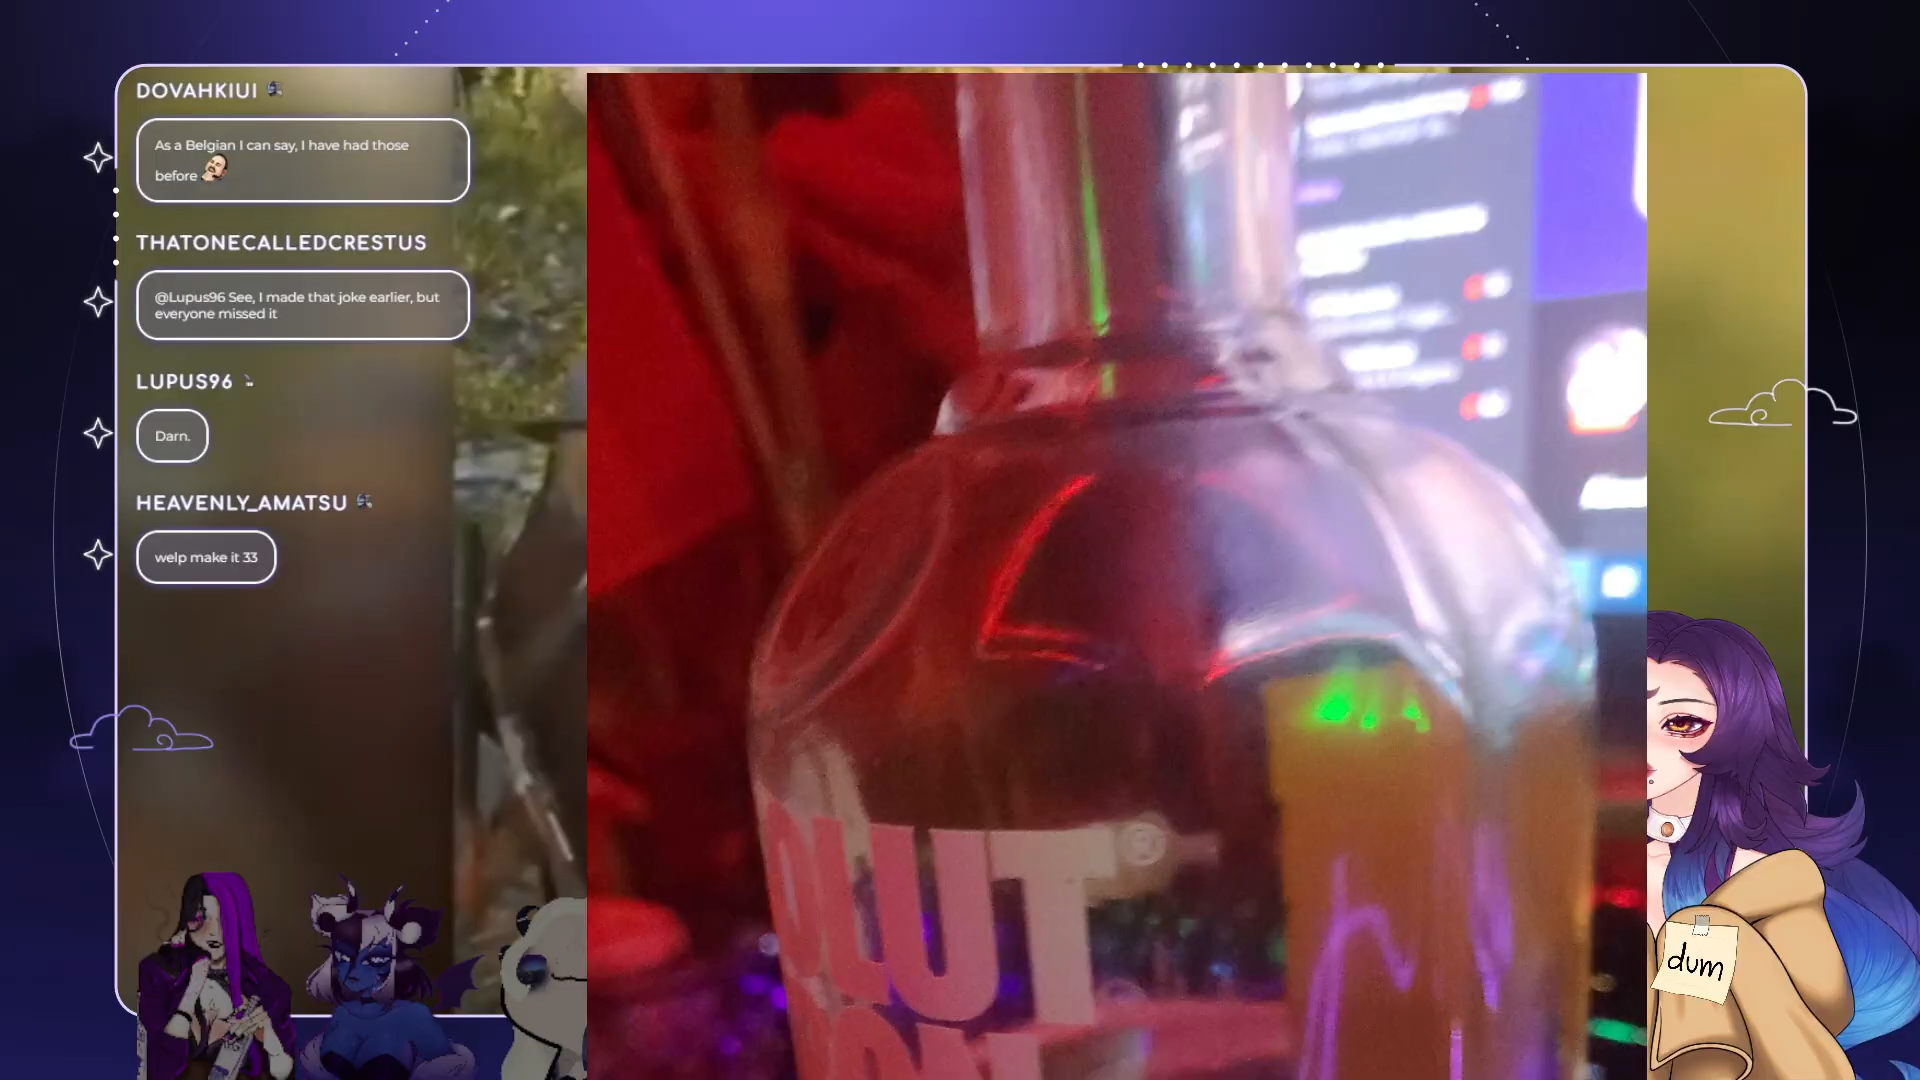 DOVAHKIUI
As a Belgian I can say, I have had those
before
THATONECALLEDCRESTUS
@Lupus96 See, I made that joke earlier, but
everyone missed it
LUPUS96
Darn.
HEAVENLY_AMATSU
welp make it 33
OLUT®
dum